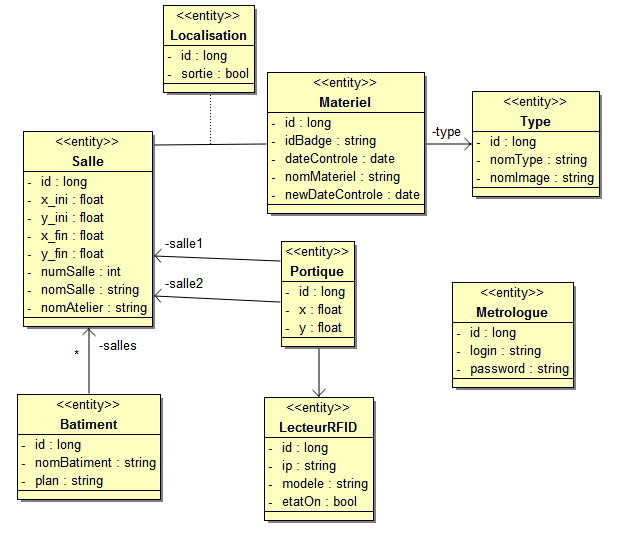 <<entity>>
Localisation
- id : long
- sortie : bool
<<entity>>
Materiel
- id : long
- idBadge : string
- dateControle : date
- nomMateriel : string
- newDateControle : date
-type
<<entity>>
Type
- id : long
- nomType : string
- nomImage : string
<<entity>>
Salle
- id : long
- x_ini : float
- y_ini : float
- x_fin : float
- y_fin : float
- numSalle : int
- nomSalle : string
- nomAtelier : string
-salle1
-salle2
<<entity>>
Portique
- id : long
- x : float
- y : float
<<entity>>
Metrologue
- id : long
- login : string
- password : string
-salles
*
<<entity>>
Batiment
- id : long
- nomBatiment : string
- plan : string
<<entity>>
LecteurRFID
- id : long
- ip : string
- modele : string
- etatOn : bool